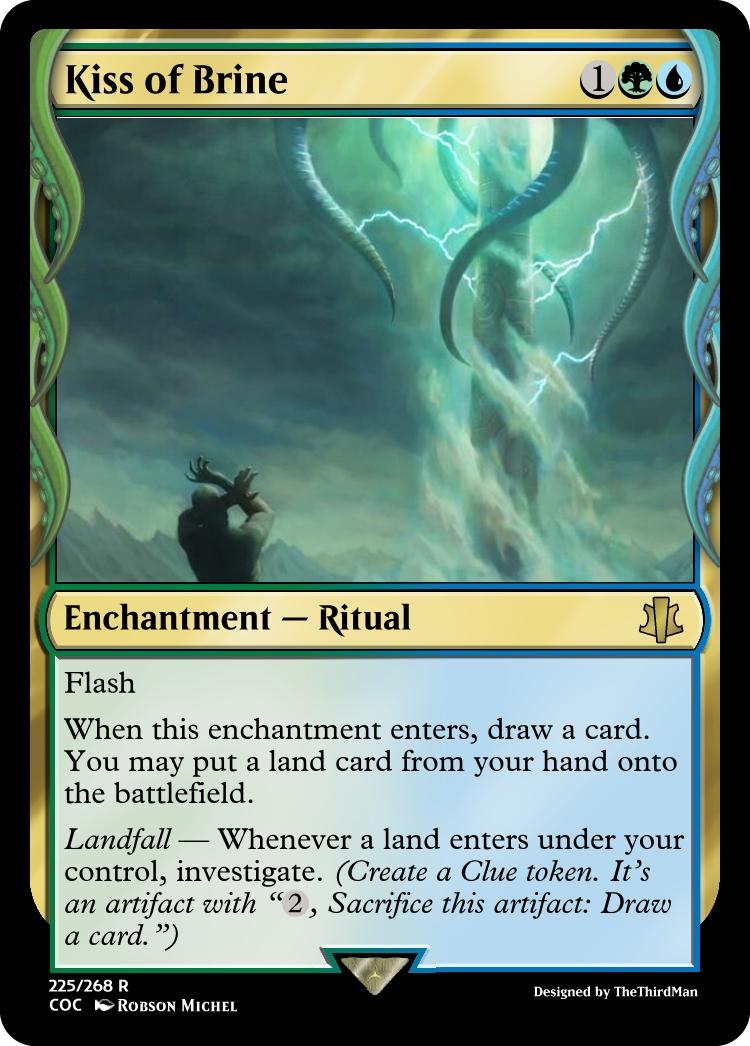 Kiss of Brine 1
Enchantment — Ritual
Flash
When this enchantment enters, draw a card.
You may put a land card from your hand onto
the battlefield.
Landfall — Whenever a land enters under your
control, investigate. (Create a Clue token. It's
an artifact with “2, Sacrifice this artifact: Draw
a card.”)
225/268 R
COC Robson Michel
Designed by TheThirdMan